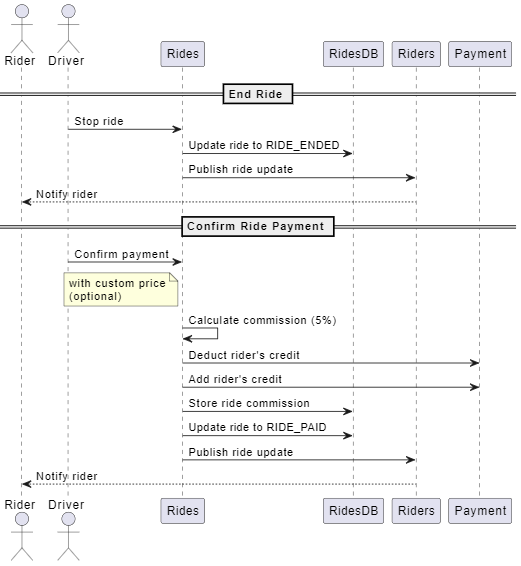 Rider
Driver
Rides
RidesDB
Riders
Payment
End Ride
Stop ride
Update ride to RIDE_ENDED
Publish ride update
Notify rider
Confirm Ride Payment
Confirm payment
with custom price
(optional)
Calculate commission (5%)
Deduct rider's credit
Add rider's credit
Store ride commission
Update ride to RIDE_PAID
Publish ride update
Notify rider
Rider
Driver
Rides
RidesDB
Riders
Payment